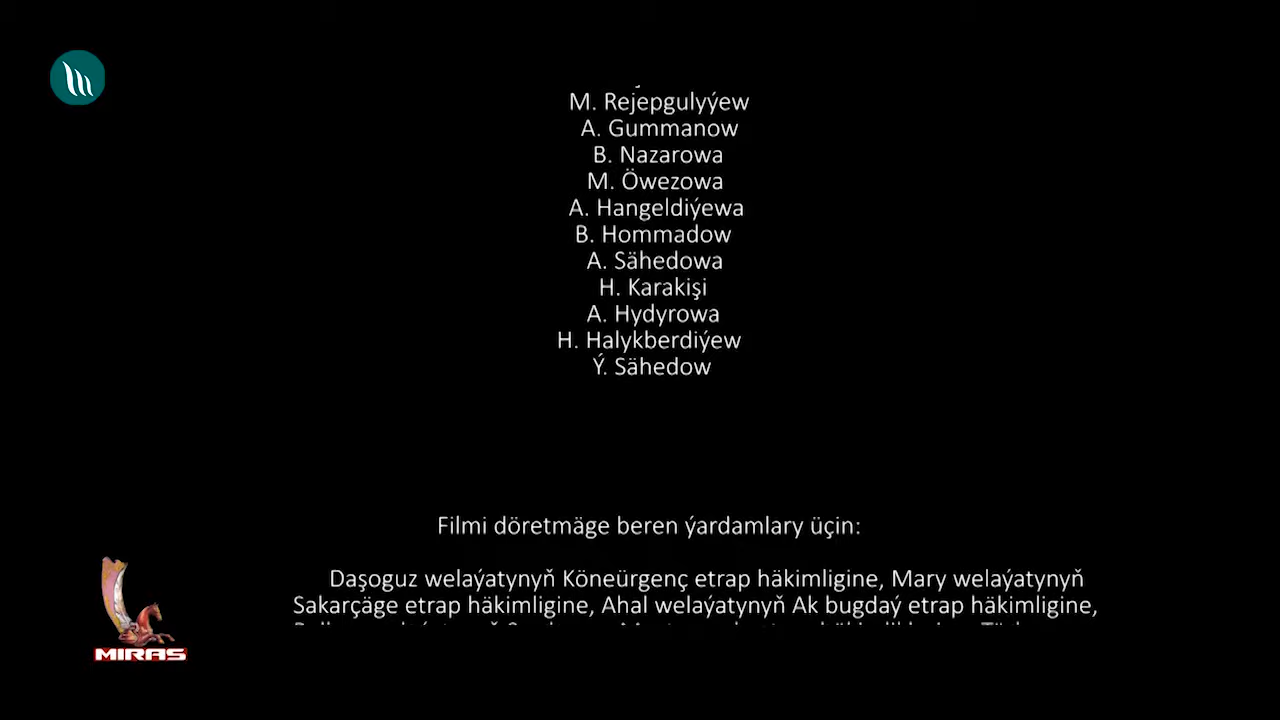 M. Rejepgulyýew
A. Gummanow
B. Nazarowa
M. Öwezowa
A. Hangeldiýewa
B. Hommadow
A. Sähedowa
H. Karakişi
A. Hydyrowa
H. Halykberdiýew
Ý. Sähedow
Filmi döretmäge beren ýardamlary üçin:
Daşoguz welaýatynyň Köneürgenç etrap häkimligine, Mary welaýatynyň
Sakarçäge etrap häkimligine, Ahal welaýatynyň Ak bugdaý etrap häkimligine,
MIRAS